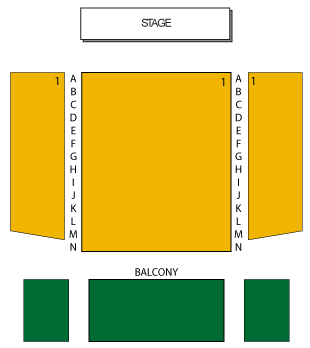 STAGE
1 A 1 A 1
B B
C C
D D
E E
F F
G G
H H
I I
J J
K K
L L
M M
N N
BALCONY